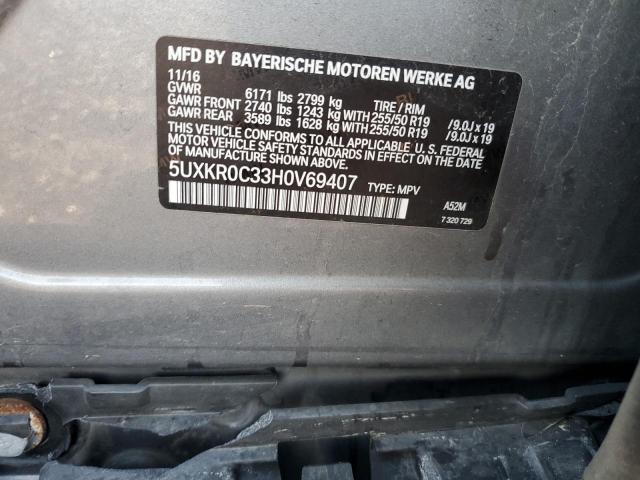 MFD BY BAYERISCHE MOTOREN WERKE AG
11/16
GVWR 6171 lbs 2799 kg TIRE / RIM
GAWR FRONT 2740 lbs 1243 kg WITH 255/50 R19 /9.0J x 19
GAWR REAR 3589 lbs 1628 kg WITH 255/50 R19 /9.0J x 19
THIS VEHICLE CONFORMS TO ALL APPLICABLE U.S. FEDERAL
MOTOR VEHICLE SAFETY STANDARDS
IN EFFECT ON THE DATE OF MANUFACTURE SHOWN ABOVE.
5UXKR0C33H0V69407 TYPE: MPV
A52M
7 320 729